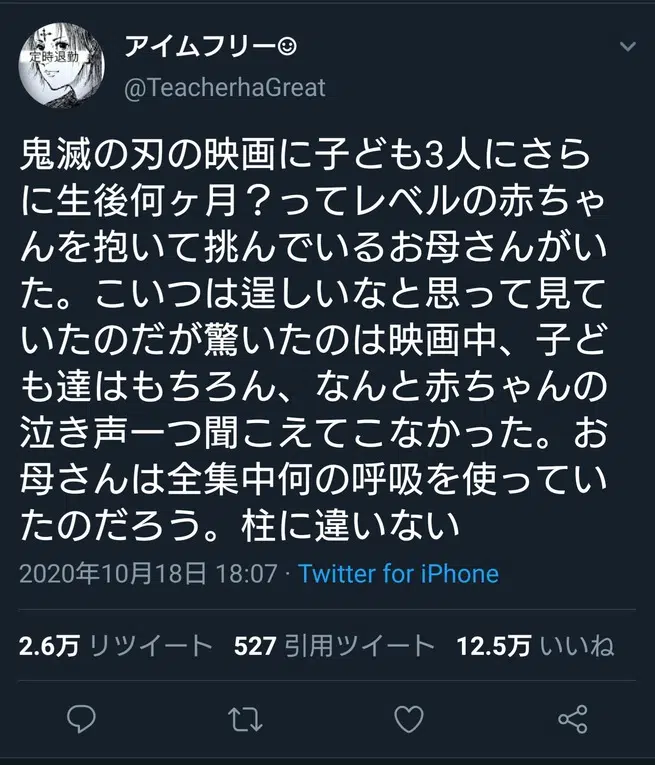 アイムフリー☺
定時退勤
@TeacherhaGreat
鬼滅の刃の映画に子ども3人にさら
に生後何ヶ月？ってレベルの赤ちゃ
んを抱いて挑んでいるお母さんがい
た。こいつは逞しいなと思って見て
いたのだが驚いたのは映画中、子ど
も達はもちろん、なんと赤ちゃんの
泣き声一つ聞こえてこなかった。お
母さんは全集中何の呼吸を使ってい
たのだろう。柱に違いない
2020年10月18日 18:07 · Twitter for iPhone
2.6万 リツイート 527 引用ツイート 12.5万 いいね